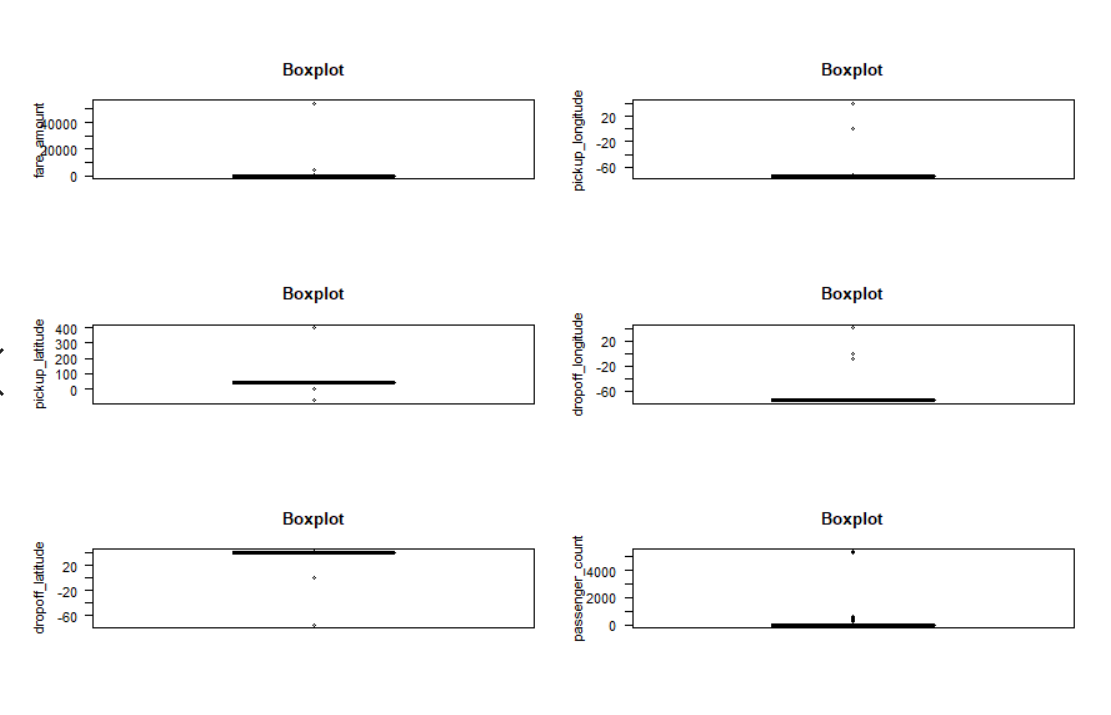 Boxplot
fare_amount
40000
20000
0
Boxplot
pickup_longitude
20
-20
-60
Boxplot
pickup_latitude
400
300
200
100
0
Boxplot
dropoff_longitude
20
-20
-60
Boxplot
dropoff_latitude
20
-20
-60
Boxplot
passenger_count
4000
2000
0